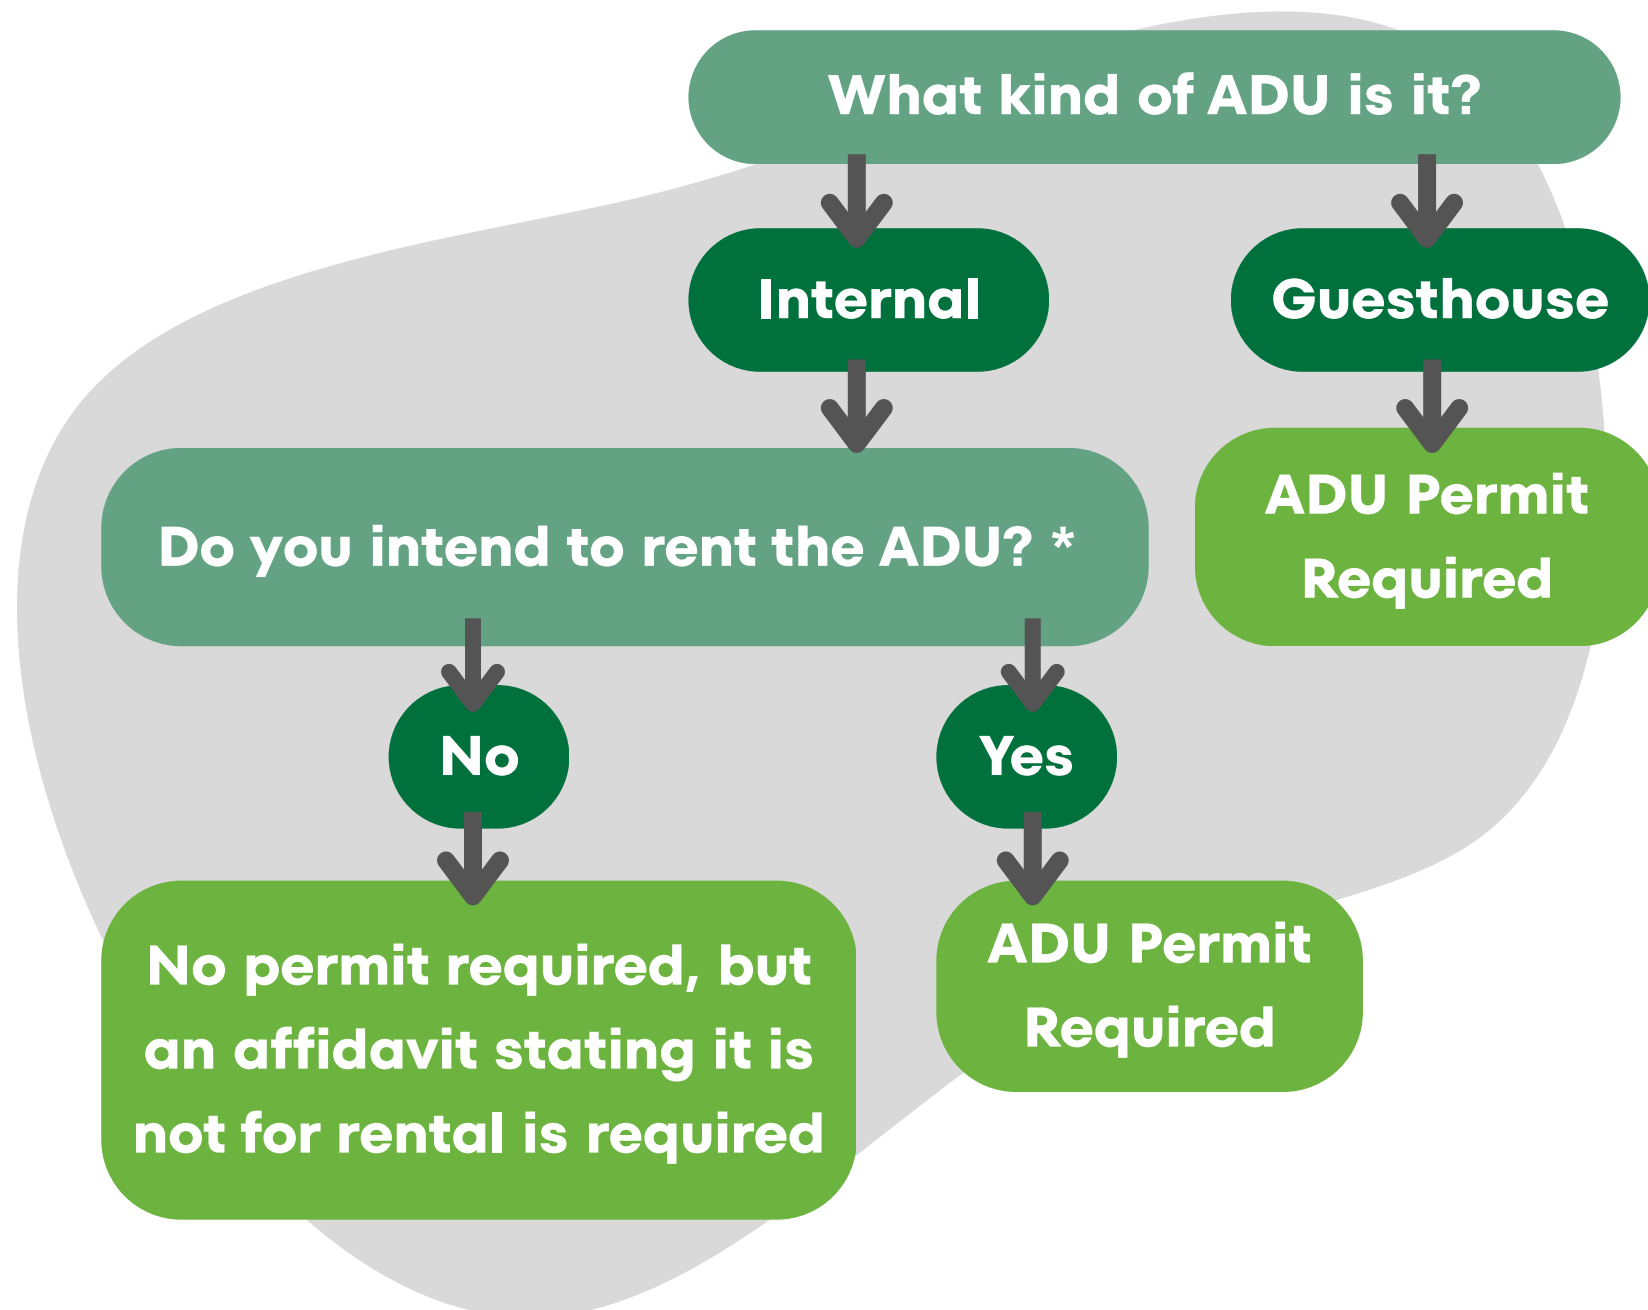 What kind of ADU is it?
Internal
Guesthouse
ADU Permit
Required
Do you intend to rent the ADU? *
No
Yes
No permit required, but
an affidavit stating it is
not for rental is required
ADU Permit
Required